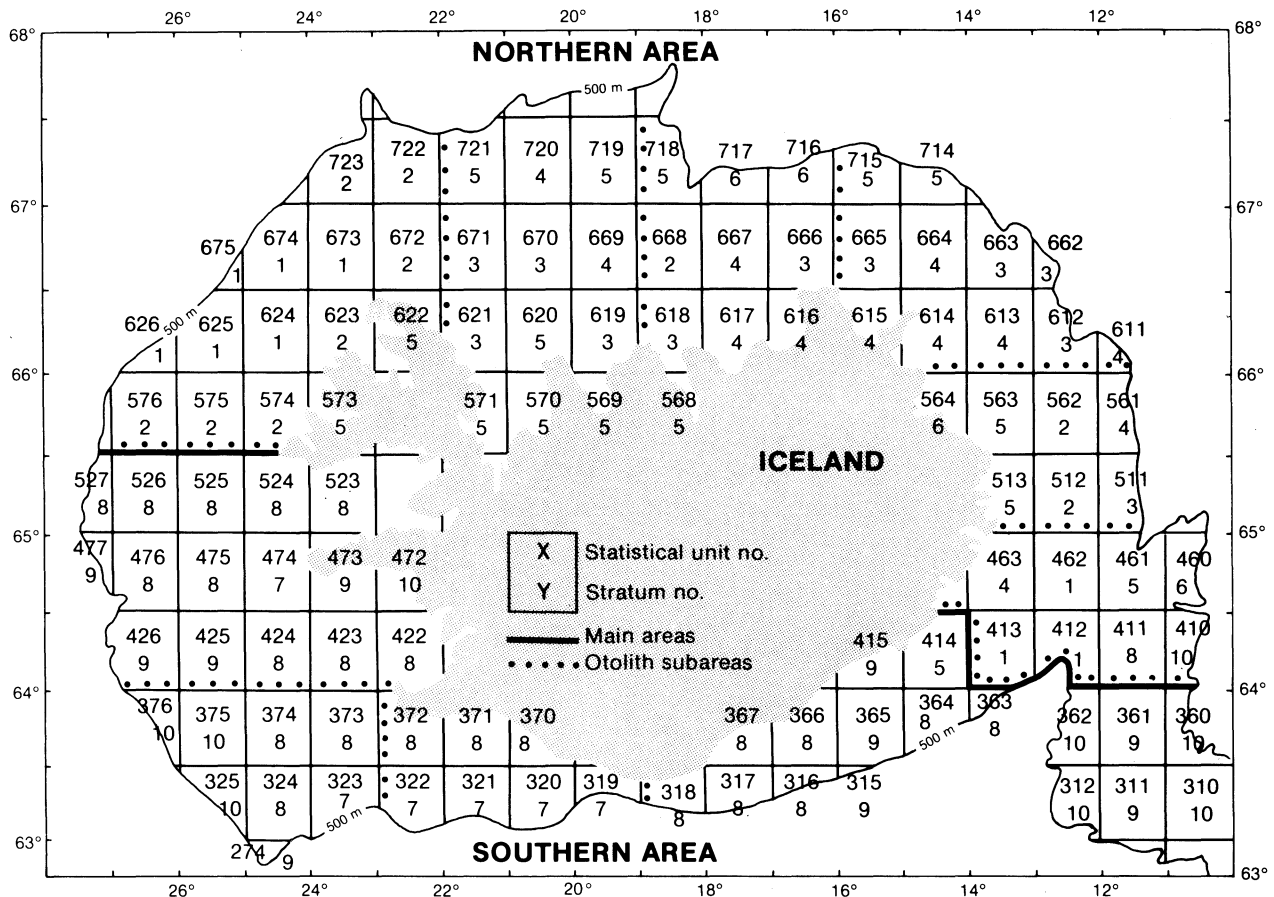 26° 24° 22° 20° 18° 16° 14° 12°
68° 68°
NORTHERN AREA
500 m
723 722 721 720 719 718 717 716 715 714
2 2 5 4 5 5 6 6 5 5
67° 67°
675 674 673 672 671 670 669 668 667 666 665 664 663 662
1 1 1 2 3 3 4 2 4 3 3 4 3 3
500 m
626 625 624 623 622 621 620 619 618 617 616 615 614 613 612 611
1 1 1 2 5 3 5 3 3 4 4 4 4 4 3 4
66° 66°
576 575 574 573 571 570 569 568 564 563 562 561
2 2 2 5 5 5 5 5 6 5 2 4
ICELAND
527 526 525 524 523 513 512 511
8 8 8 8 8 5 2 3
65° 65°
477 476 475 474 473 472 463 462 461 460
9 8 8 7 9 10 4 1 5 6
X Statistical unit no.
Y Stratum no.
Main areas
Otolith subareas
426 425 424 423 422 415 414 413 412 411 410
9 9 8 8 8 9 5 1 1 8 10
64° 64°
376 375 374 373 372 371 370 367 366 365 364 363 362 361 360
10 10 8 8 8 8 8 8 8 9 8 8 10 9 10
500 m
325 324 323 322 321 320 319 318 317 316 315 312 311 310
10 8 7 7 7 7 7 8 8 8 9 10 9 10
500 m
63° 63°
274 9
SOUTHERN AREA
26° 24° 22° 20° 18° 16° 14° 12°